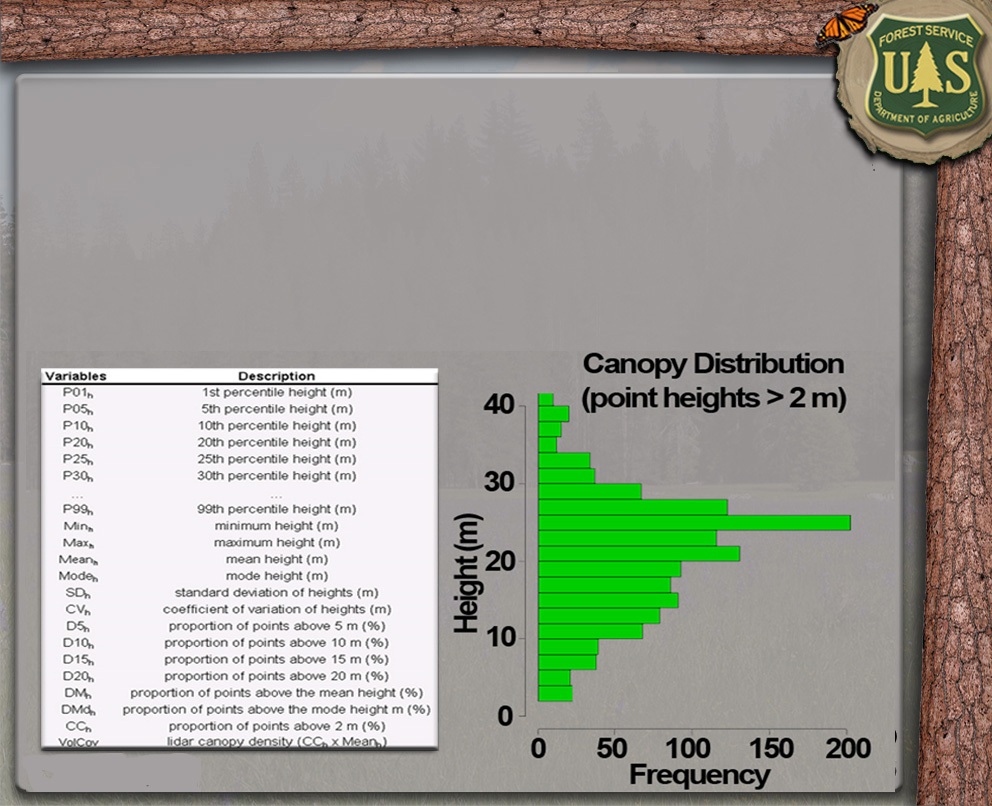 FOREST SERVICE
U S
DEPARTMENT OF AGRICULTURE
Variables Description
P01h 1st percentile height (m)
P05h 5th percentile height (m)
P10h 10th percentile height (m)
P20h 20th percentile height (m)
P25h 25th percentile height (m)
P30h 30th percentile height (m)
... ...
P99h 99th percentile height (m)
Minh minimum height (m)
Maxh maximum height (m)
Meanh mean height (m)
Modeh mode height (m)
SDh standard deviation of heights (m)
CVh coefficient of variation of heights (m)
D5h proportion of points above 5 m (%)
D10h proportion of points above 10 m (%)
D15h proportion of points above 15 m (%)
D20h proportion of points above 20 m (%)
DMh proportion of points above the mean height (%)
DMdh proportion of points above the mode height m (%)
CCh proportion of points above 2 m (%)
VolCov lidar canopy density (CCh x Meanh)
Canopy Distribution
(point heights > 2 m)
Height (m)
40
30
20
10
0
0 50 100 150 200
Frequency